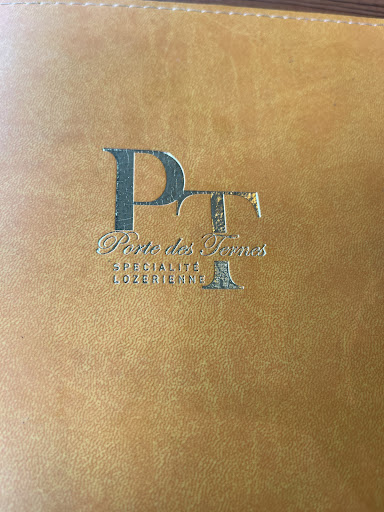 PT
Porte des Ternes
SPECIALITÉ
LOZERIENNE